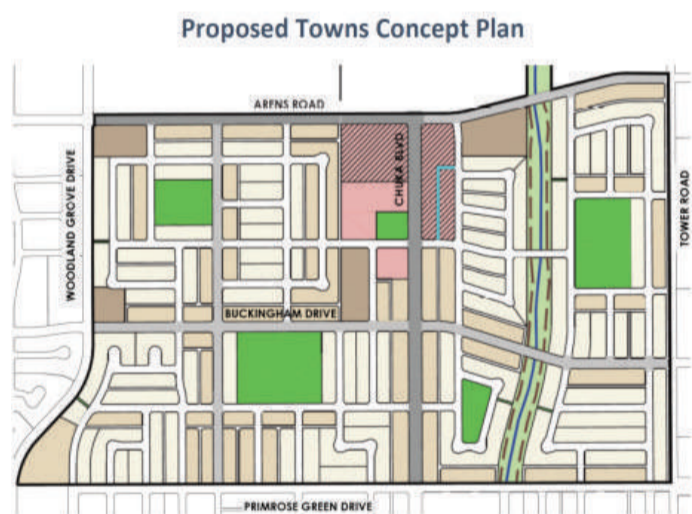 Proposed Towns Concept Plan
ARENS ROAD
CHUKA BLVD
WOODLAND GROVE DRIVE
TOWER ROAD
BUCKINGHAM DRIVE
PRIMROSE GREEN DRIVE